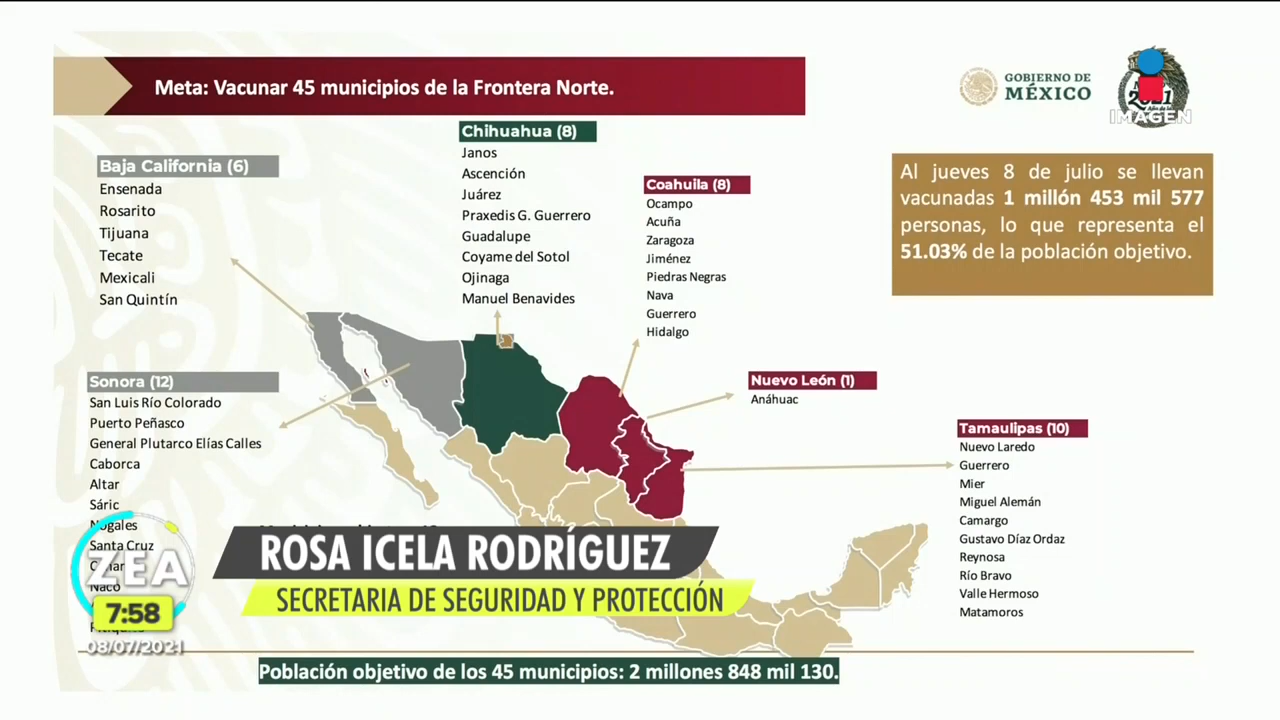 Meta: Vacunar 45 municipios de la Frontera Norte.
GOBIERNO DE
MÉXICO
2021
IMAGEN
Al jueves 8 de julio se llevan
vacunadas 1 millón 453 mil 577
personas, lo que representa el
51.03% de la población objetivo.
Baja California (6)
Ensenada
Rosarito
Tijuana
Tecate
Mexicali
San Quintín
Chihuahua (8)
Janos
Ascención
Juárez
Praxedis G. Guerrero
Guadalupe
Coyame del Sotol
Ojinaga
Manuel Benavides
Coahuila (8)
Ocampo
Acuña
Zaragoza
Jiménez
Piedras Negras
Nava
Guerrero
Hidalgo
Nuevo León (1)
Anáhuac
Sonora (12)
San Luis Río Colorado
Puerto Peñasco
General Plutarco Elías Calles
Caborca
Altar
Sáric
Nogales
Santa Cruz
Naco
Tamaulipas (10)
Nuevo Laredo
Guerrero
Mier
Miguel Alemán
Camargo
Gustavo Díaz Ordaz
Reynosa
Río Bravo
Valle Hermoso
Matamoros
ZEA
7:58
08/07/2021
ROSA ICELA RODRÍGUEZ
SECRETARIA DE SEGURIDAD Y PROTECCIÓN
Población objetivo de los 45 municipios: 2 millones 848 mil 130.